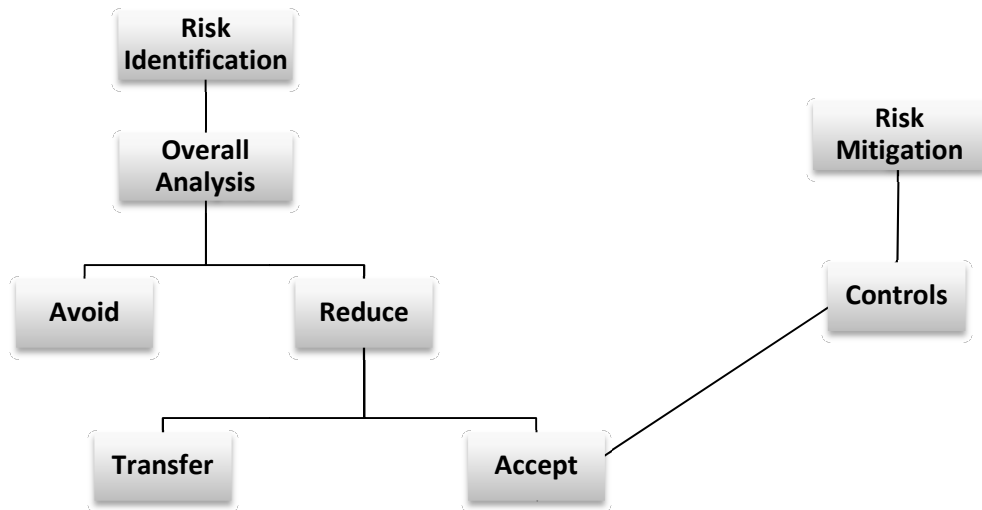 Risk
Identification
Overall
Analysis
Risk
Mitigation
Avoid
Reduce
Controls
Transfer
Accept